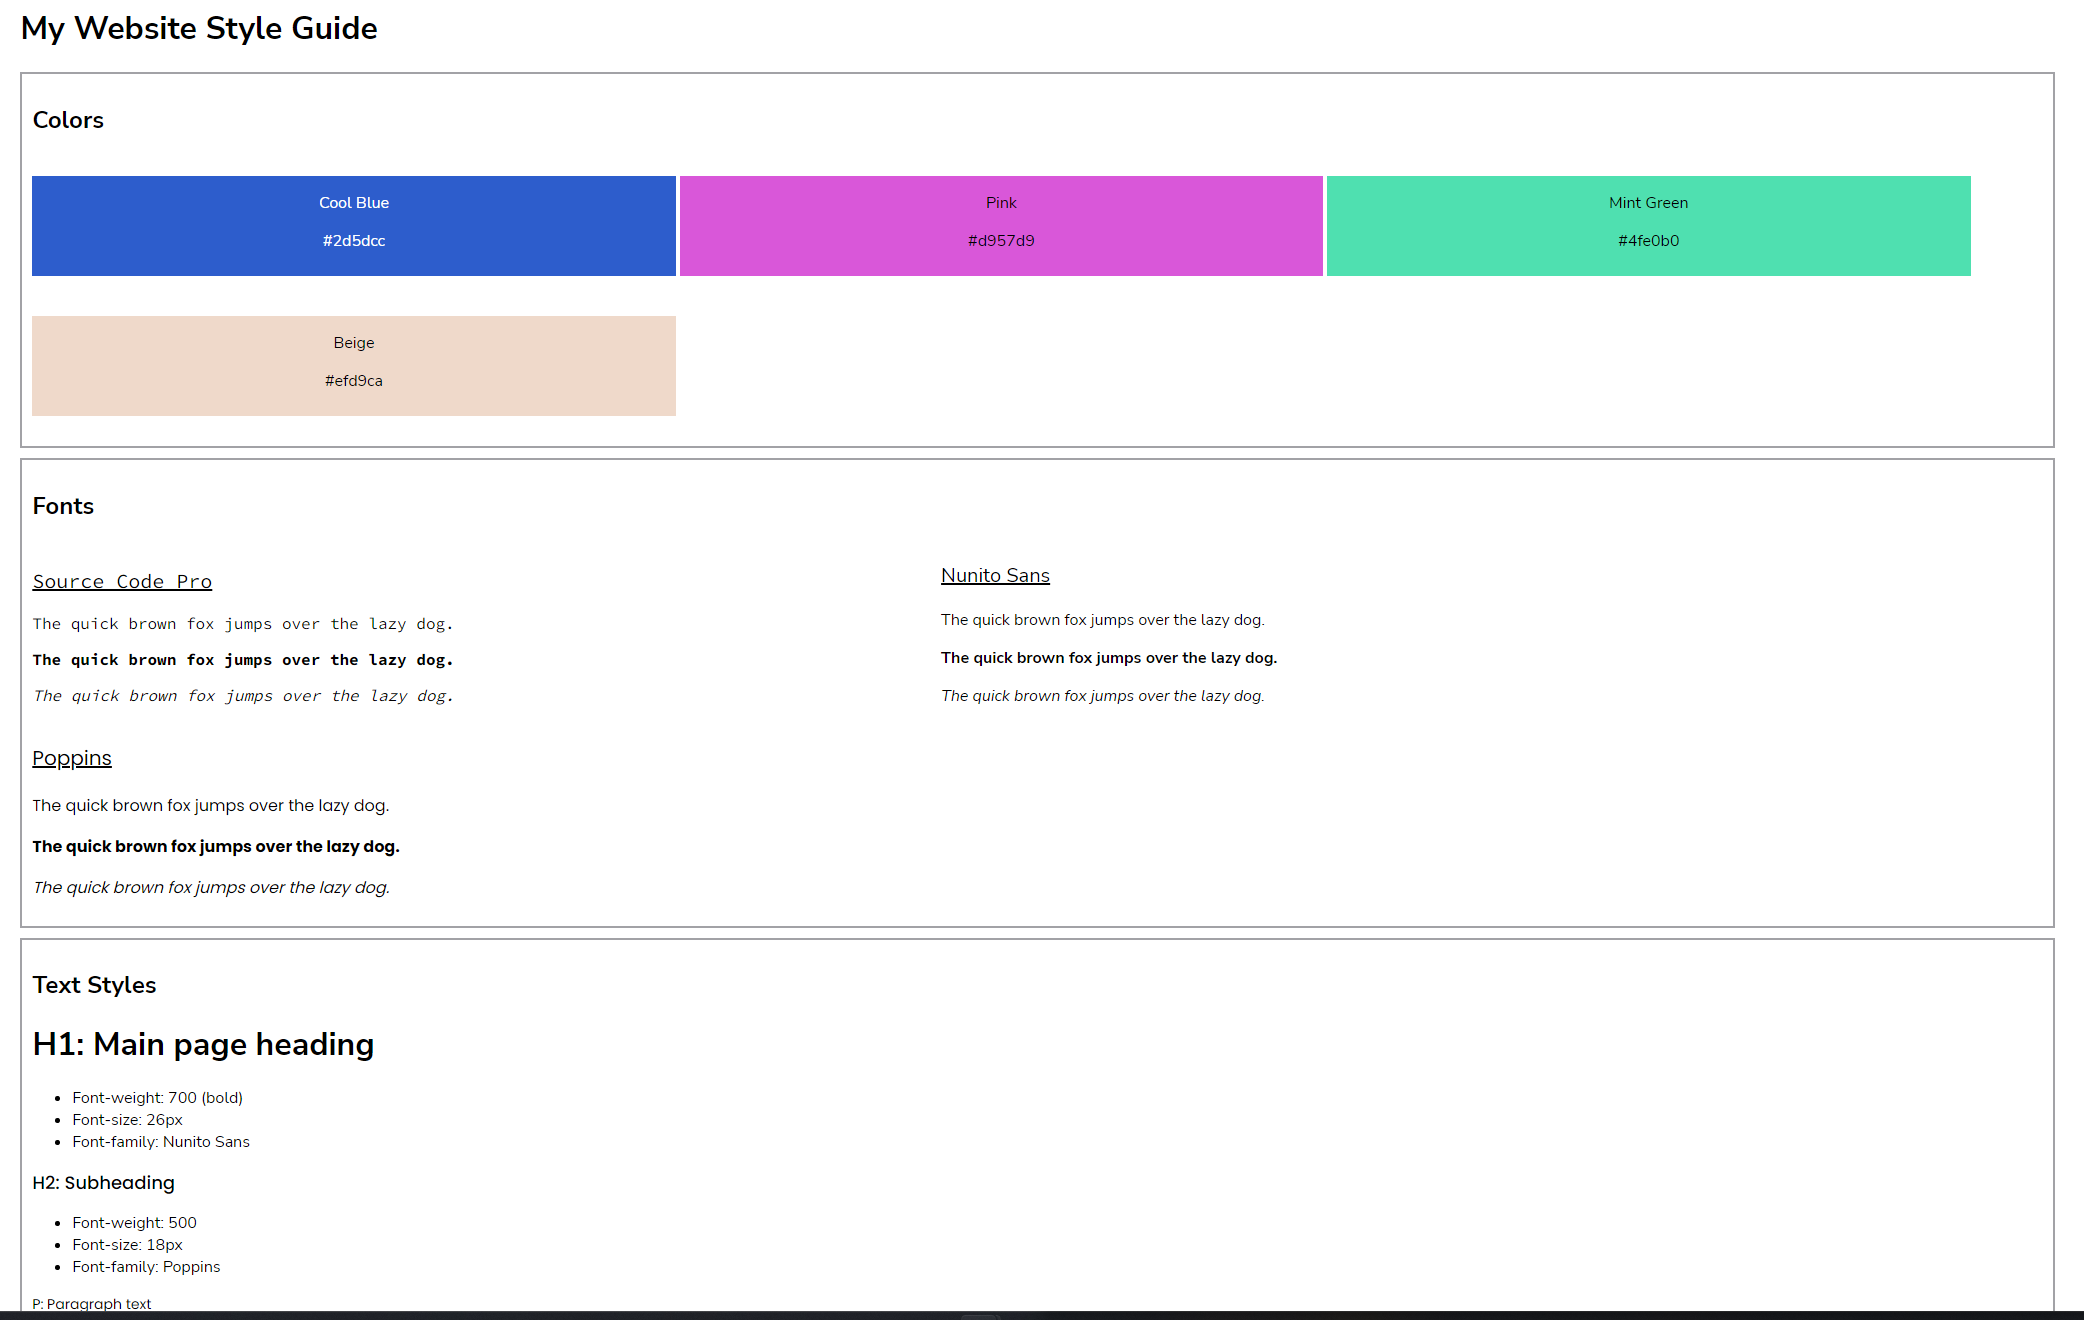 My Website Style Guide
Colors
Cool Blue
#2d5dcc
Pink
#d957d9
Mint Green
#4fe0b0
Beige
#efd9ca
Fonts
Source Code Pro
The quick brown fox jumps over the lazy dog.
The quick brown fox jumps over the lazy dog.
The quick brown fox jumps over the lazy dog.
Nunito Sans
The quick brown fox jumps over the lazy dog.
The quick brown fox jumps over the lazy dog.
The quick brown fox jumps over the lazy dog.
Poppins
The quick brown fox jumps over the lazy dog.
The quick brown fox jumps over the lazy dog.
The quick brown fox jumps over the lazy dog.
Text Styles
H1: Main page heading
• Font-weight: 700 (bold)
• Font-size: 26px
• Font-family: Nunito Sans
H2: Subheading
• Font-weight: 500
• Font-size: 18px
• Font-family: Poppins
P: Paragraph text